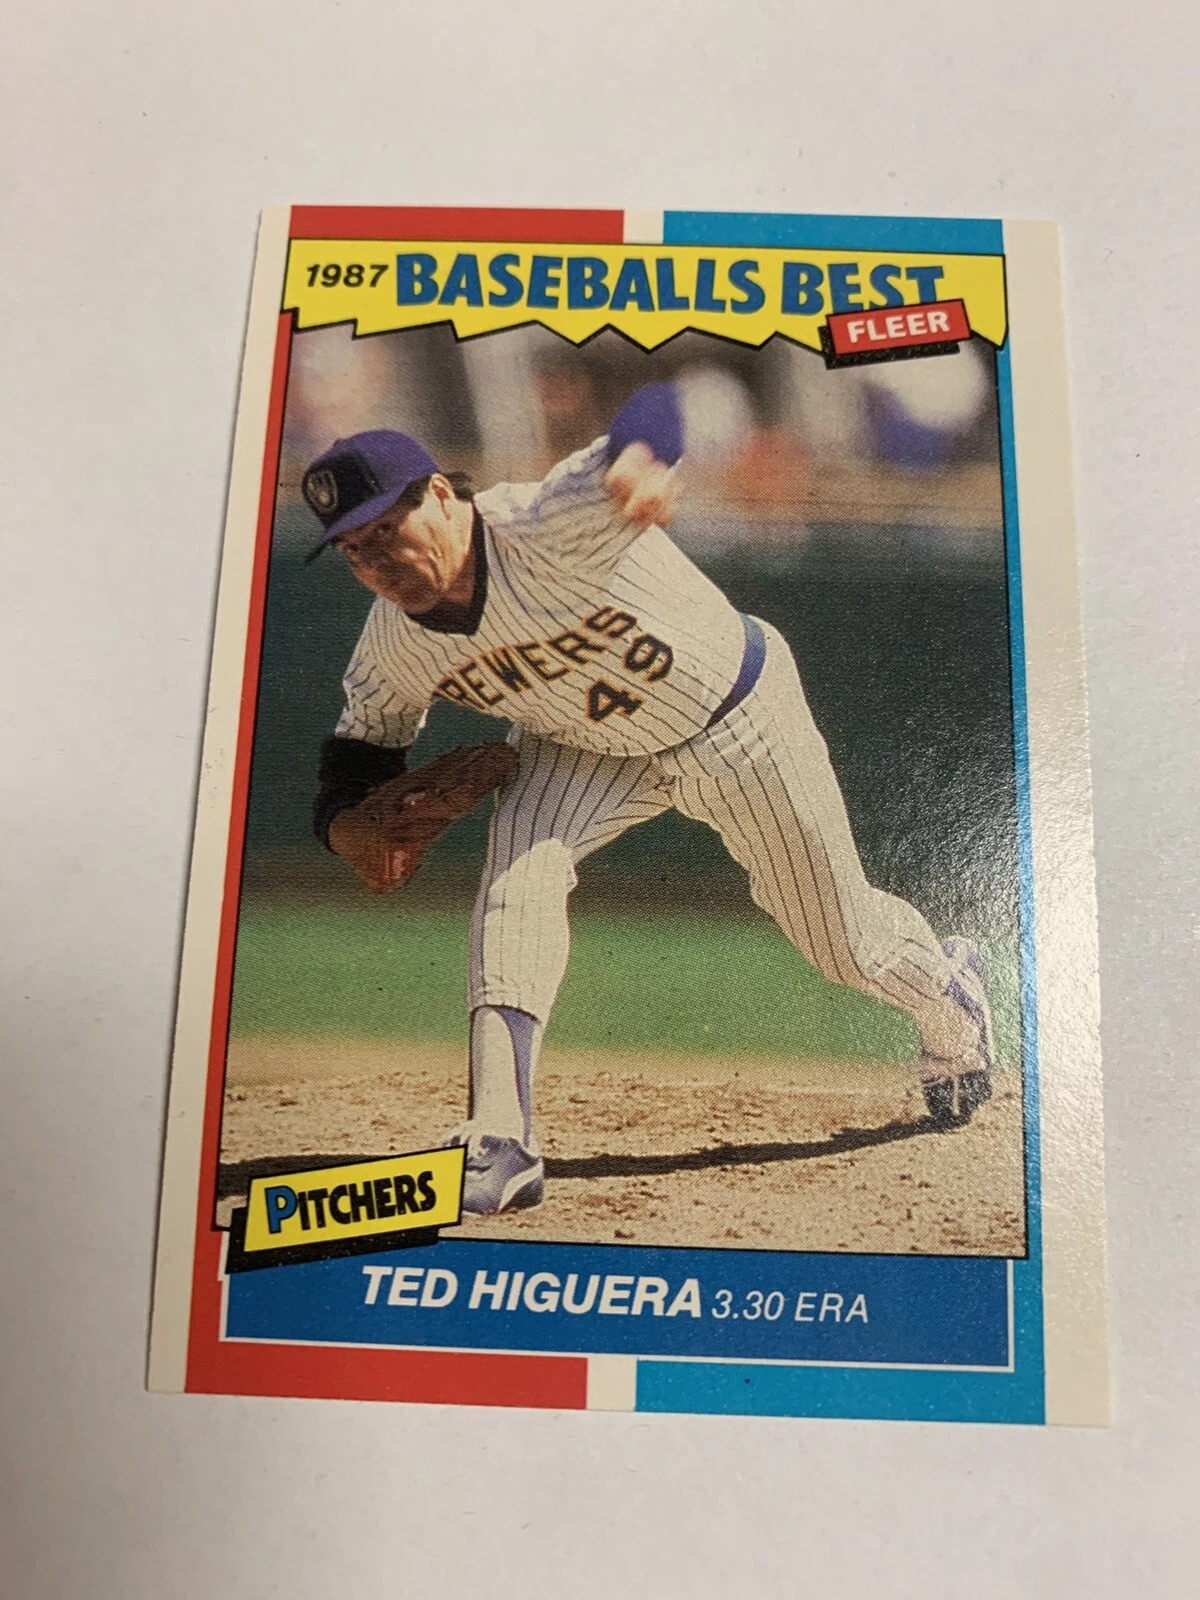 1987 BASEBALLS BEST
FLEER
REWERS
49
PITCHERS
TED HIGUERA 3.30 ERA